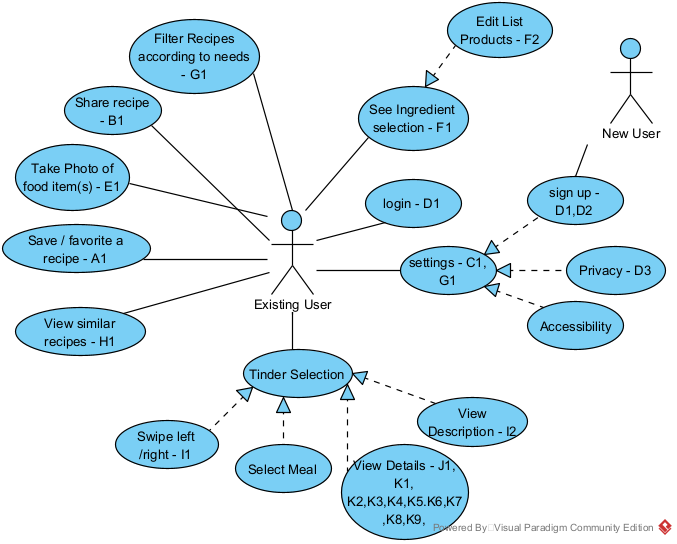 Filter Recipes
according to needs
- G1
Edit List
Products - F2
Share recipe
- B1
See Ingredient
selection - F1
New User
Take Photo of
food item(s) - E1
login - D1
sign up -
D1,D2
Save / favorite a
recipe - A1
settings - C1,
G1
Privacy - D3
Existing User
View similar
recipes - H1
Accessibility
Tinder Selection
View
Description - I2
Swipe left
/right - I1
Select Meal
View Details - J1,
K1,
K2,K3,K4,K5.K6,K7
,K8,K9,
Powered By Visual Paradigm Community Edition